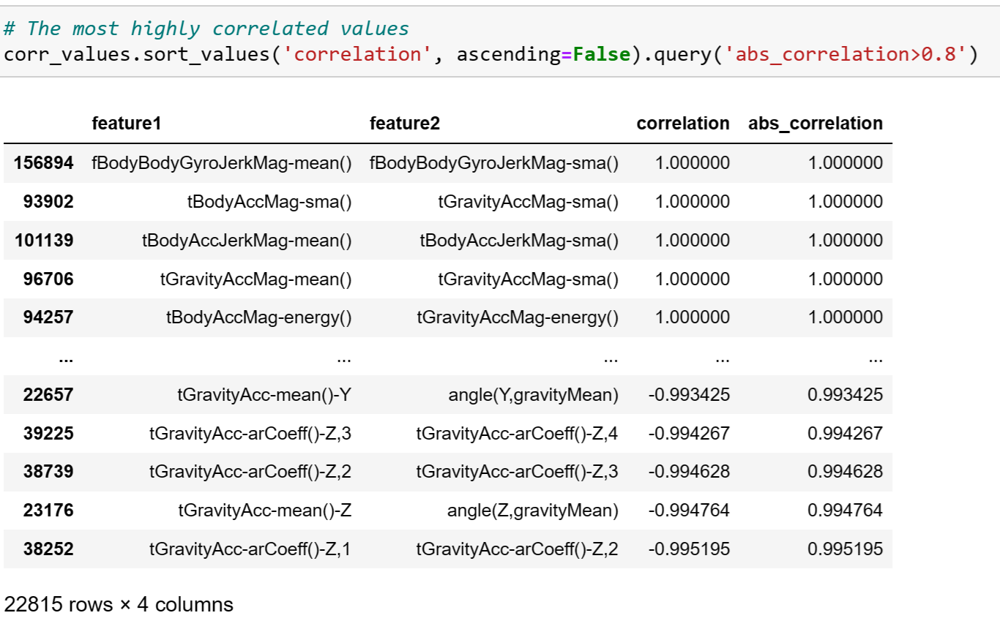 # The most highly correlated values
corr_values.sort_values('correlation', ascending=False).query('abs_correlation>0.8')
feature1 feature2 correlation abs_correlation
156894 fBodyBodyGyroJerkMag-mean() fBodyBodyGyroJerkMag-sma() 1.000000 1.000000
93902 tBodyAccMag-sma() tGravityAccMag-sma() 1.000000 1.000000
101139 tBodyAccJerkMag-mean() tBodyAccJerkMag-sma() 1.000000 1.000000
96706 tGravityAccMag-mean() tGravityAccMag-sma() 1.000000 1.000000
94257 tBodyAccMag-energy() tGravityAccMag-energy() 1.000000 1.000000
... ... ... ... ...
22657 tGravityAcc-mean()-Y angle(Y,gravityMean) -0.993425 0.993425
39225 tGravityAcc-arCoeff()-Z,3 tGravityAcc-arCoeff()-Z,4 -0.994267 0.994267
38739 tGravityAcc-arCoeff()-Z,2 tGravityAcc-arCoeff()-Z,3 -0.994628 0.994628
23176 tGravityAcc-mean()-Z angle(Z,gravityMean) -0.994764 0.994764
38252 tGravityAcc-arCoeff()-Z,1 tGravityAcc-arCoeff()-Z,2 -0.995195 0.995195
22815 rows × 4 columns